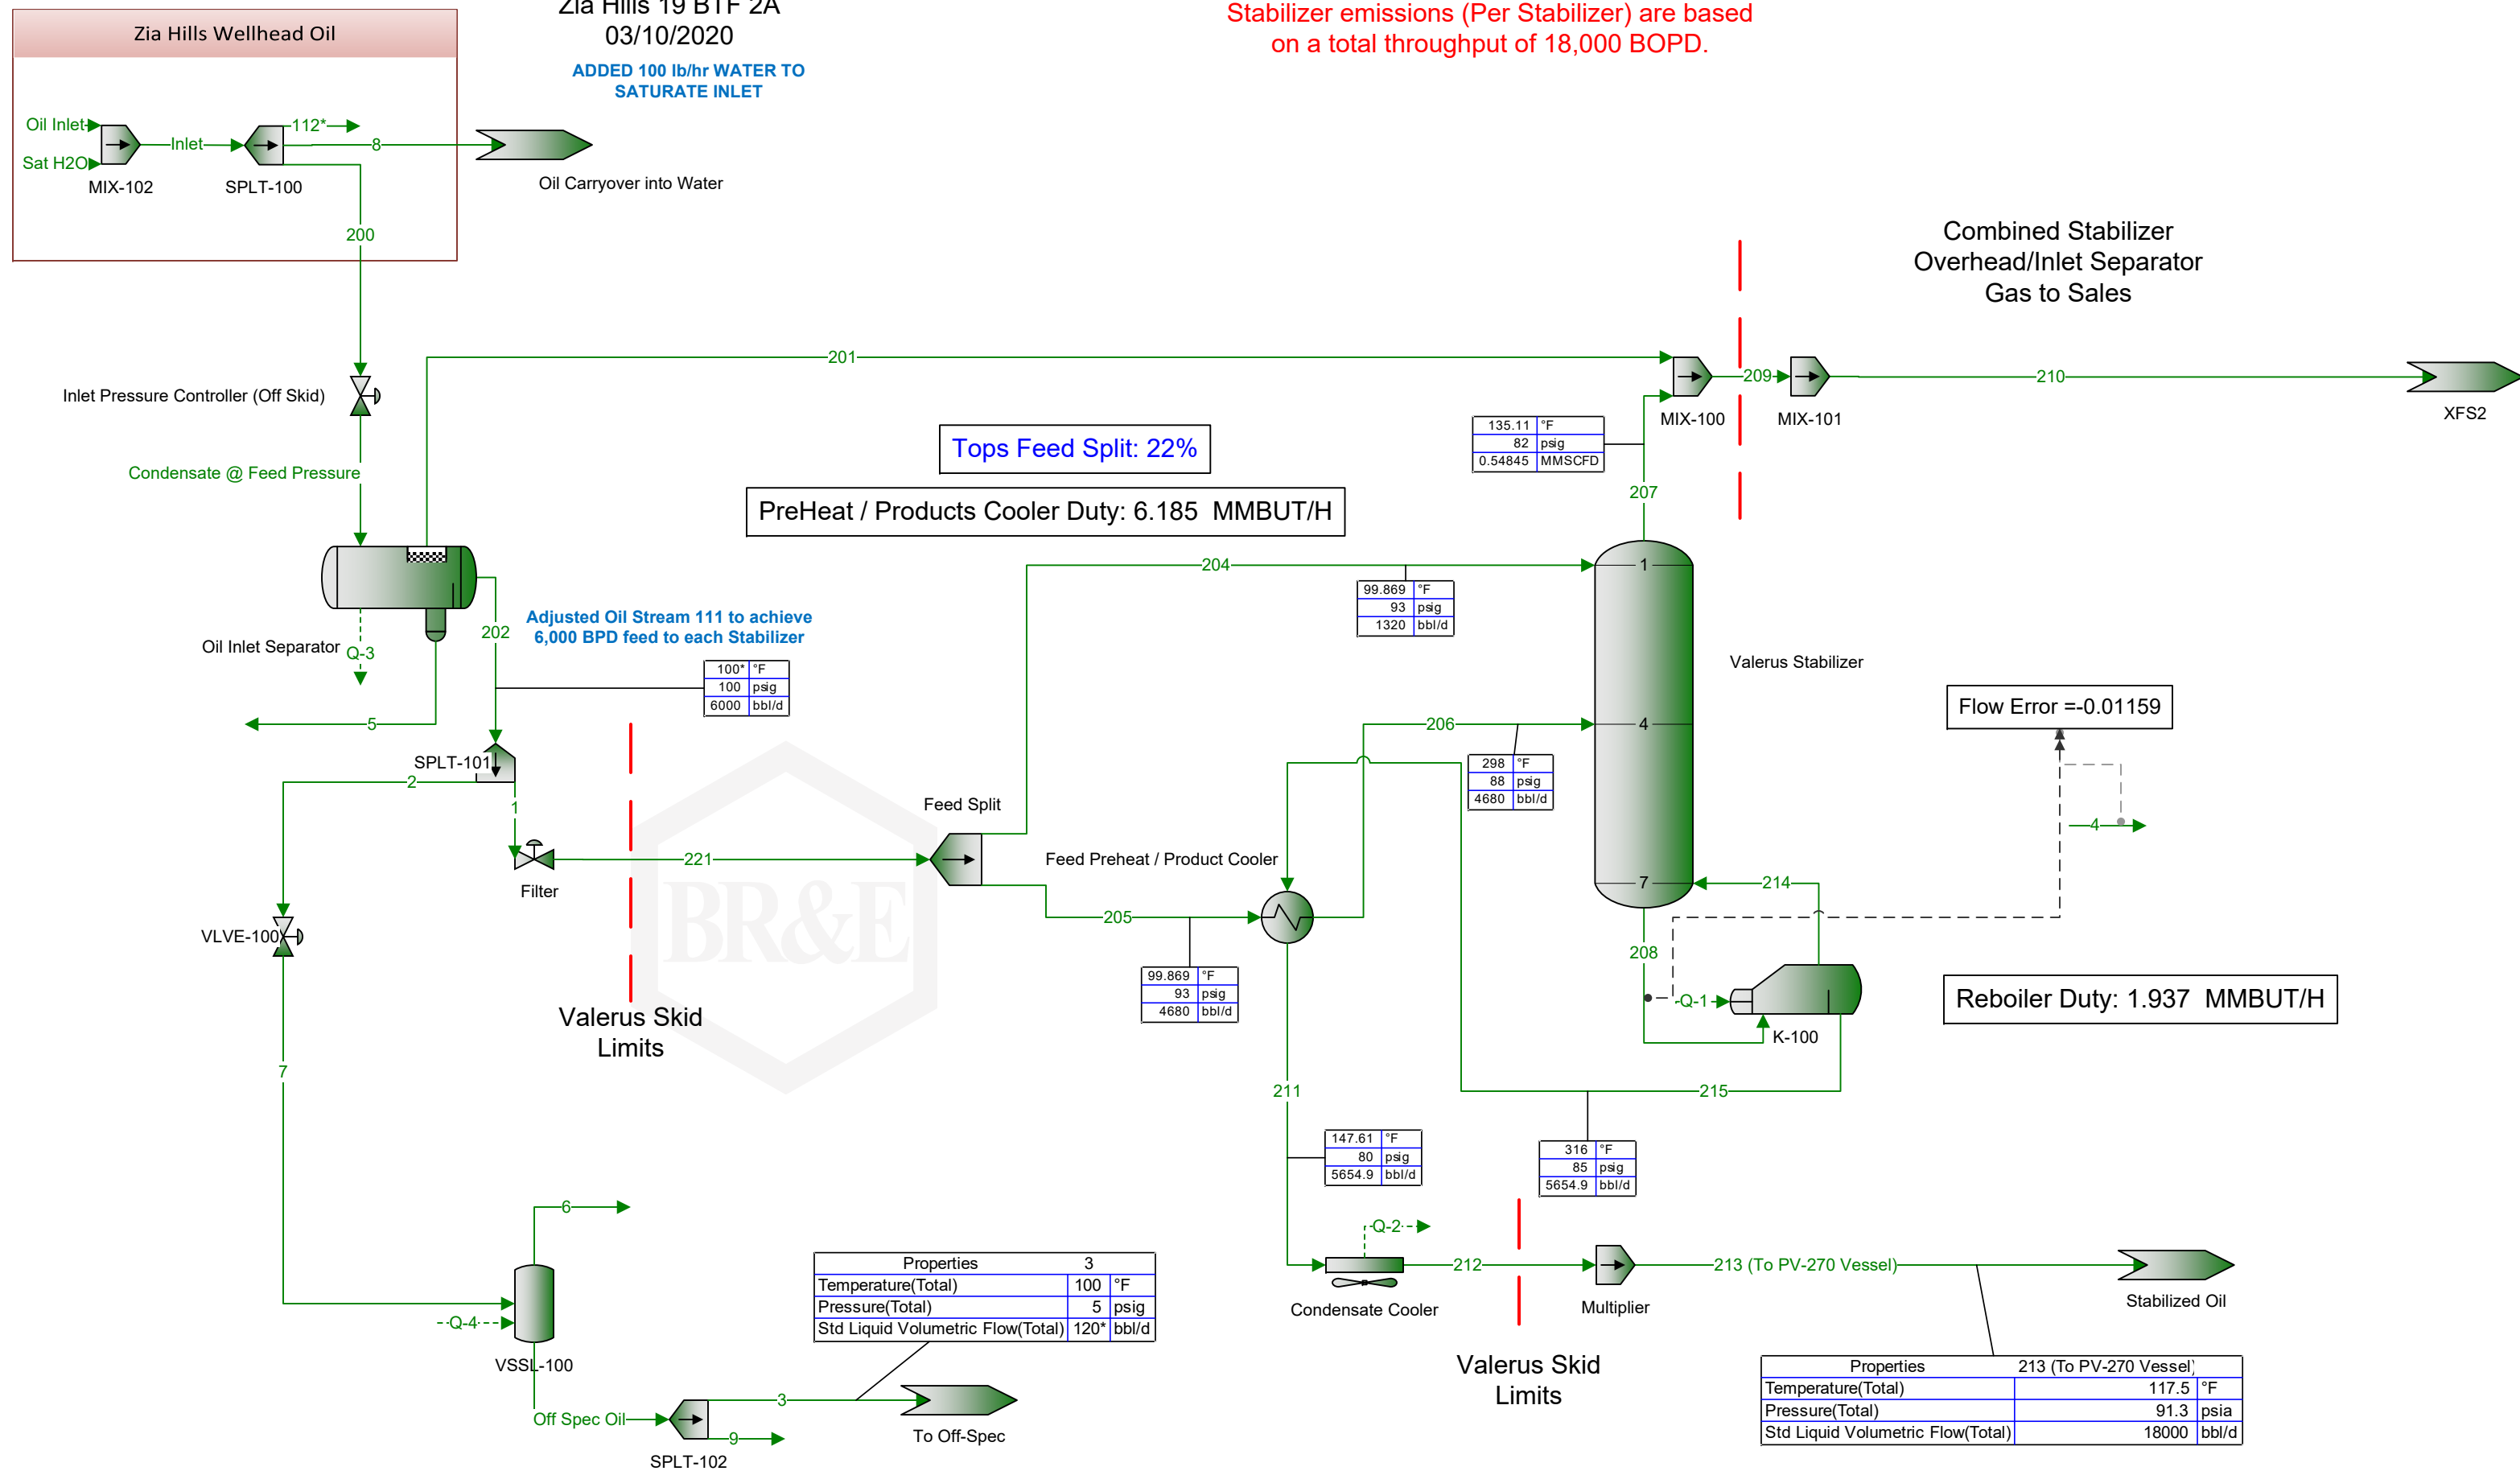 Zia Hills 19 BTF 2A
03/10/2020
ADDED 100 lb/hr WATER TO
SATURATE INLET
Stabilizer emissions (Per Stabilizer) are based
on a total throughput of 18,000 BOPD.
Zia Hills Wellhead Oil
Oil Inlet
Sat H2O
MIX-102
Inlet
SPLT-100
112*
8
Oil Carryover into Water
200
Combined Stabilizer
Overhead/Inlet Separator
Gas to Sales
201
Inlet Pressure Controller (Off Skid)
Condensate @ Feed Pressure
MIX-100
209
MIX-101
210
XFS2
135.11 °F
82 psig
0.54845 MMSCFD
207
Tops Feed Split: 22%
PreHeat / Products Cooler Duty: 6.185 MMBUT/H
204
99.869 °F
93 psig
1320 bbl/d
1
4
7
Valerus Stabilizer
Oil Inlet Separator
Q-3
202
5
Adjusted Oil Stream 111 to achieve
6,000 BPD feed to each Stabilizer
100* °F
100 psig
6000 bbl/d
SPLT-101
2
1
Filter
221
BR&E
Valerus Skid
Limits
Feed Split
Feed Preheat / Product Cooler
205
99.869 °F
93 psig
4680 bbl/d
206
298 °F
88 psig
4680 bbl/d
Flow Error =-0.01159
4
214
208
Q-1
K-100
Reboiler Duty: 1.937 MMBUT/H
215
316 °F
85 psig
5654.9 bbl/d
211
147.61 °F
80 psig
5654.9 bbl/d
VLVE-100
7
6
Q-4
VSSL-100
Off Spec Oil
SPLT-102
3
9
To Off-Spec
Properties 3
Temperature(Total) 100 °F
Pressure(Total) 5 psig
Std Liquid Volumetric Flow(Total) 120* bbl/d
Q-2
Condensate Cooler
212
Multiplier
213 (To PV-270 Vessel)
Stabilized Oil
Valerus Skid
Limits
Properties 213 (To PV-270 Vessel)
Temperature(Total) 117.5 °F
Pressure(Total) 91.3 psia
Std Liquid Volumetric Flow(Total) 18000 bbl/d